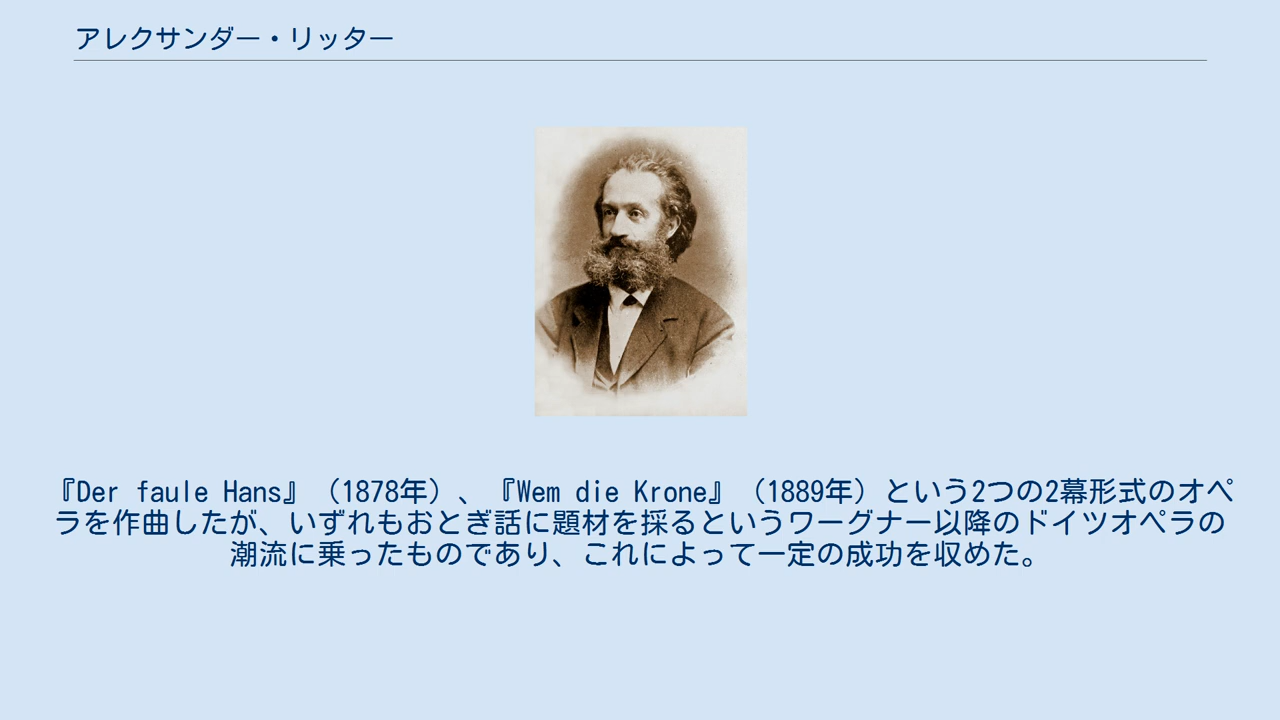 アレクサンダー・リッター
『Der faule Hans』（1878年）、『Wem die Krone』（1889年）という2つの2幕形式のオペ
ラを作曲したが、いずれもおとぎ話に題材を採るというワーグナー以降のドイツオペラの
潮流に乗ったものであり、これによって一定の成功を収めた。